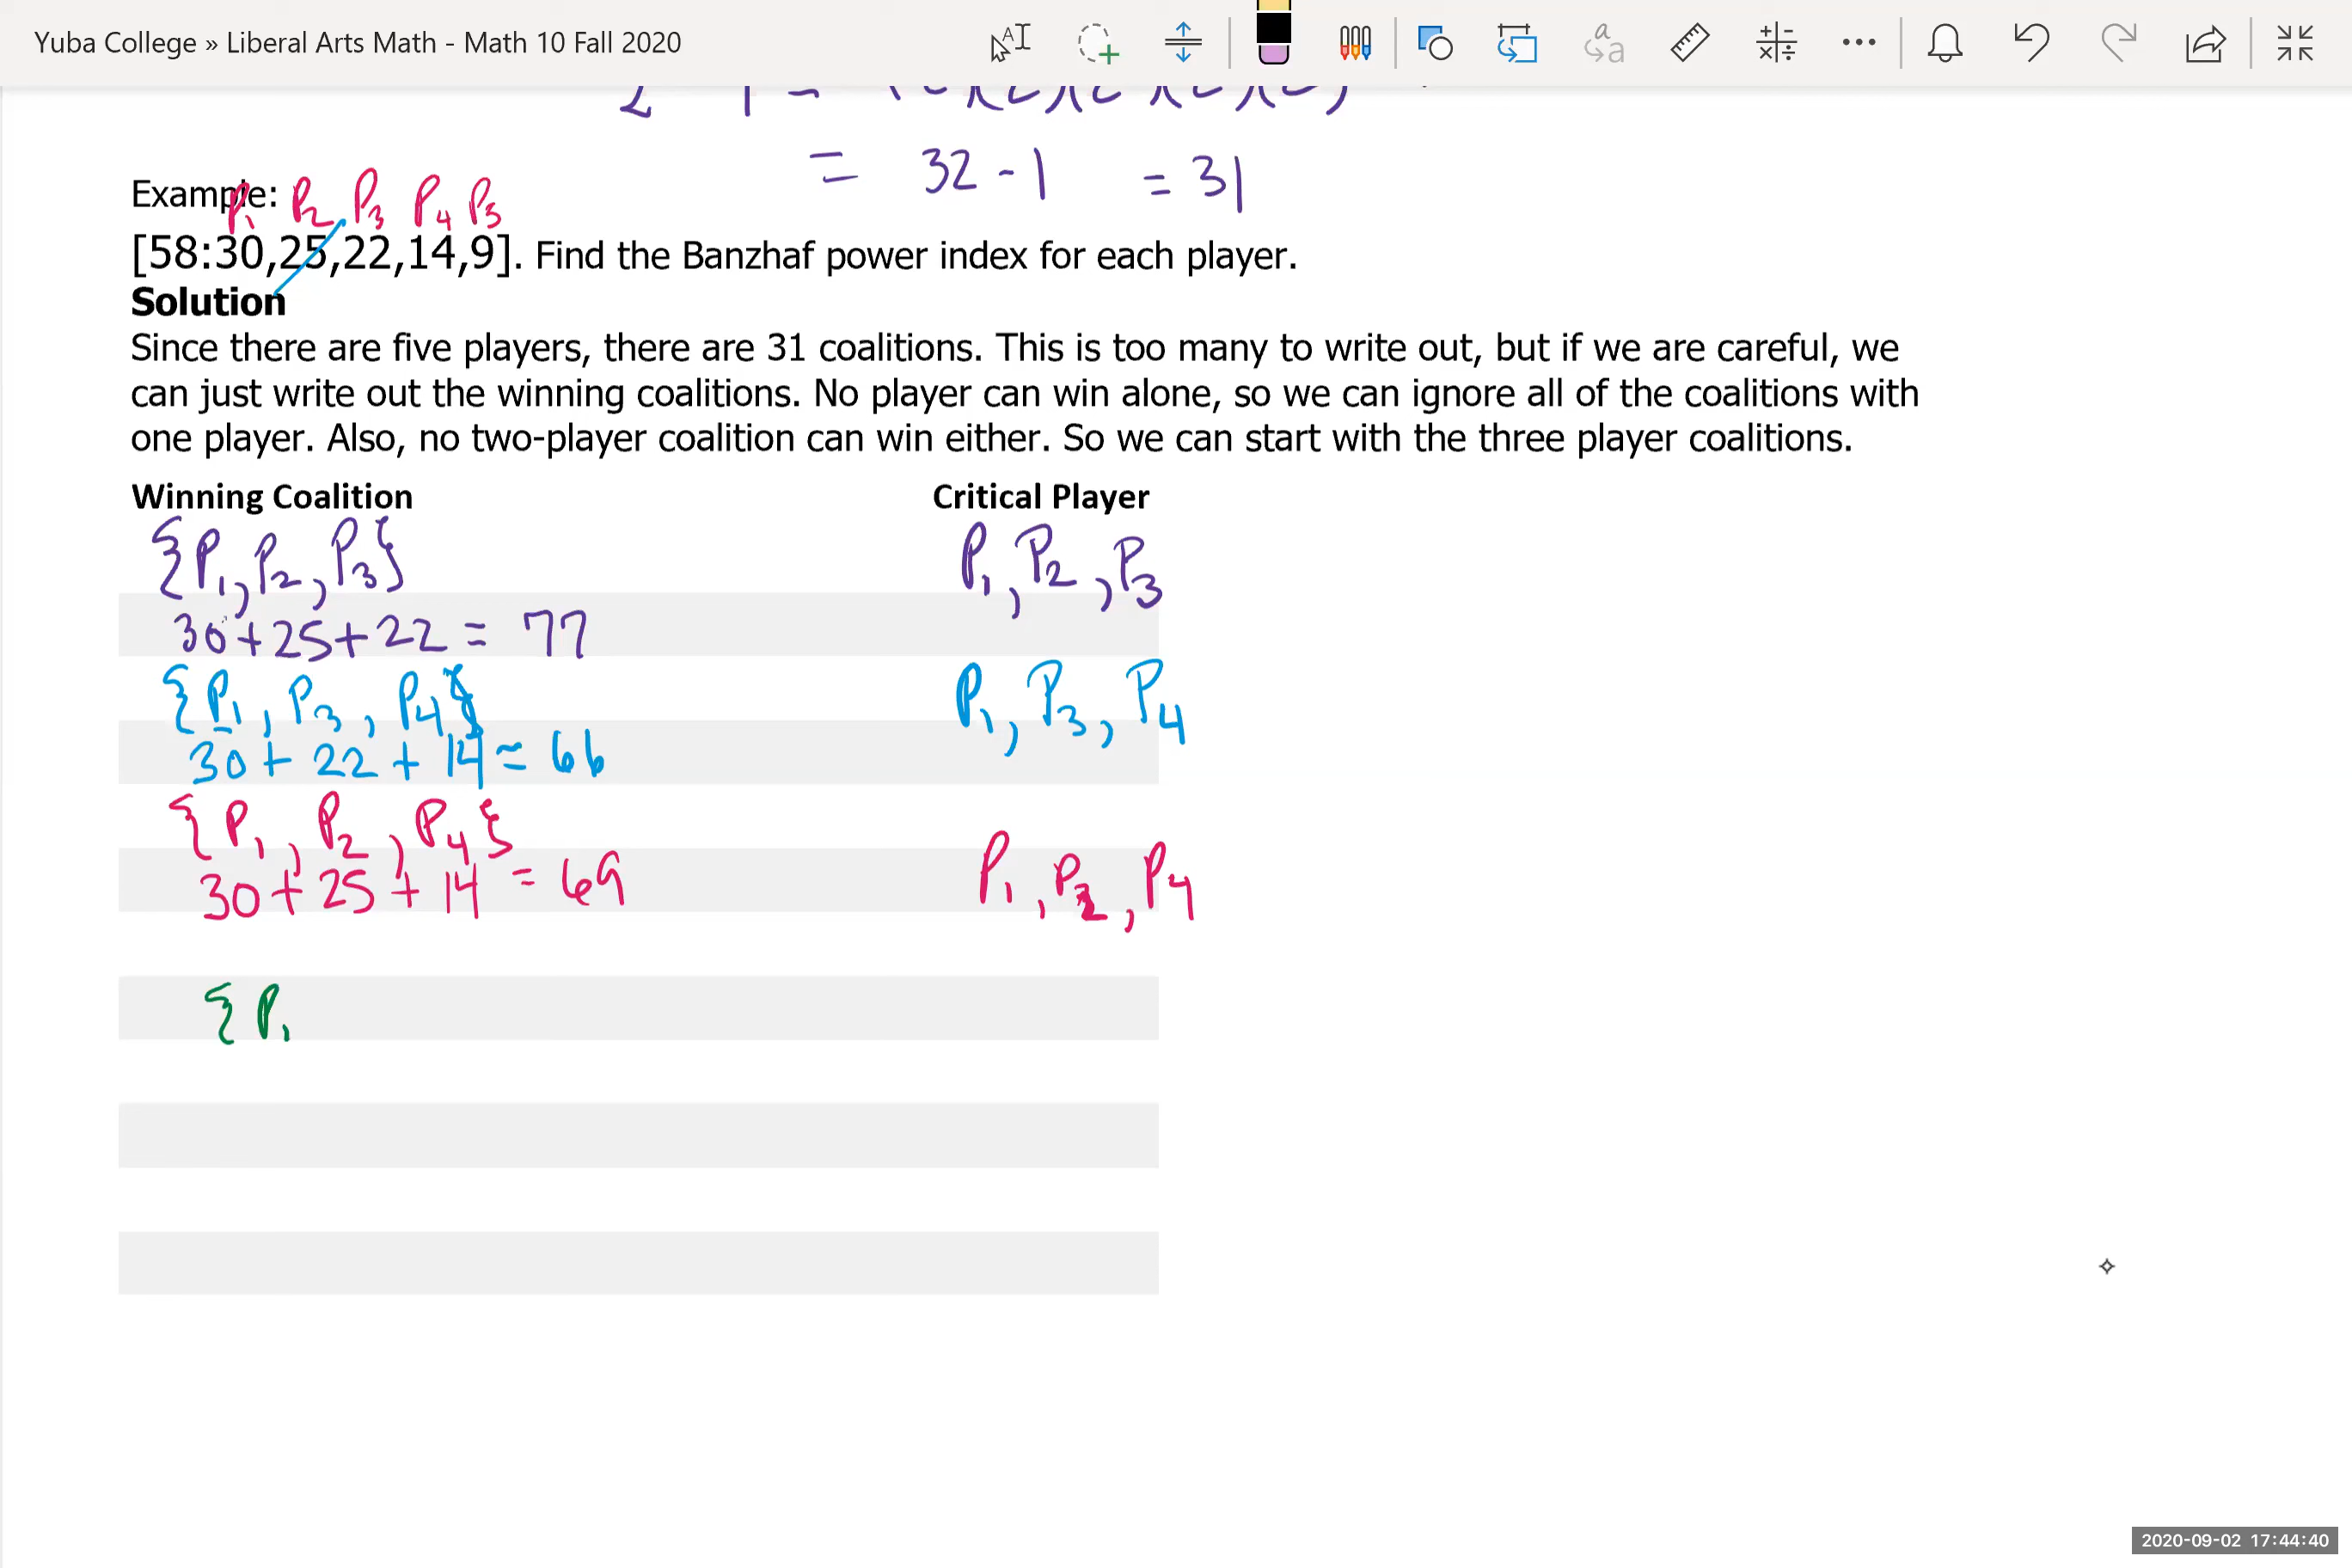 Yuba College » Liberal Arts Math - Math 10 Fall 2020
= 32 - 1 = 31
Example:
P1 P2 P3 P4 P3
[58:30,25,22,14,9]. Find the Banzhaf power index for each player.
Solution
Since there are five players, there are 31 coalitions. This is too many to write out, but if we are careful, we
can just write out the winning coalitions. No player can win alone, so we can ignore all of the coalitions with
one player. Also, no two-player coalition can win either. So we can start with the three player coalitions.
Winning Coalition Critical Player
{P1, P2, P3} P1, P2, P3
30+25+22 = 77
{P1, P3, P4} P1, P3, P4
30+ 22 + 14 = 66
{P1, P2, P4} P1, P2, P4
30+25+14 = 69
{P1
2020-09-02 17:44:40